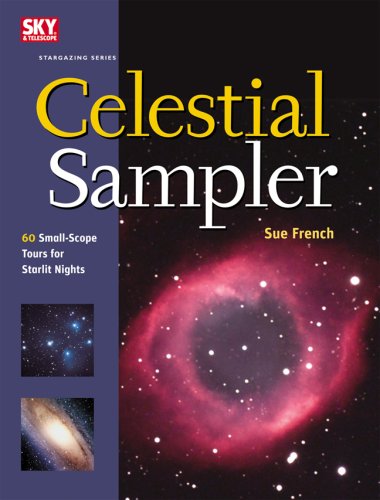 SKY
& TELESCOPE
STARGAZING SERIES
Celestial
Sampler
Sue French
60 Small-Scope
Tours for
Starlit Nights